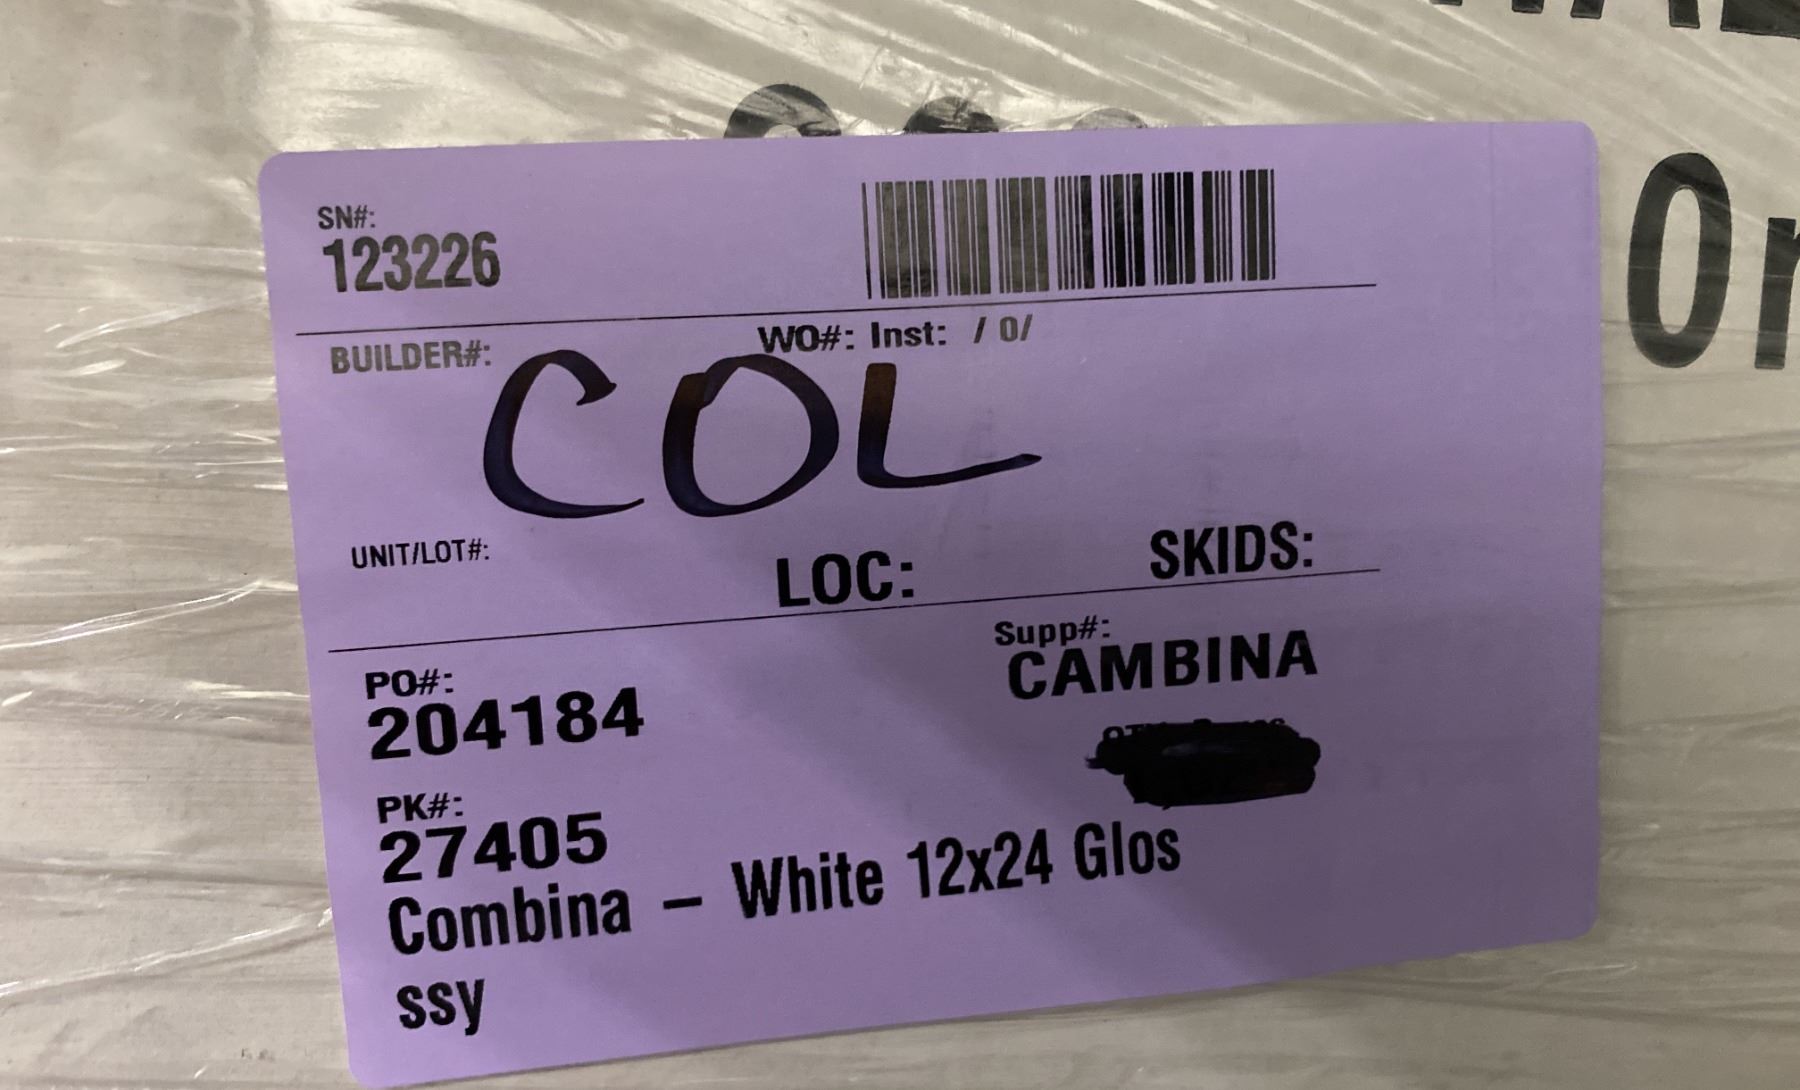 SN#:
123226
BUILDER#:
WO#: Inst: / 0/
COL
UNIT/LOT#:
LOC:
SKIDS:
Supp#:
CAMBINA
PO#:
204184
PK#:
27405
Combina – White 12x24 Glos
ssy